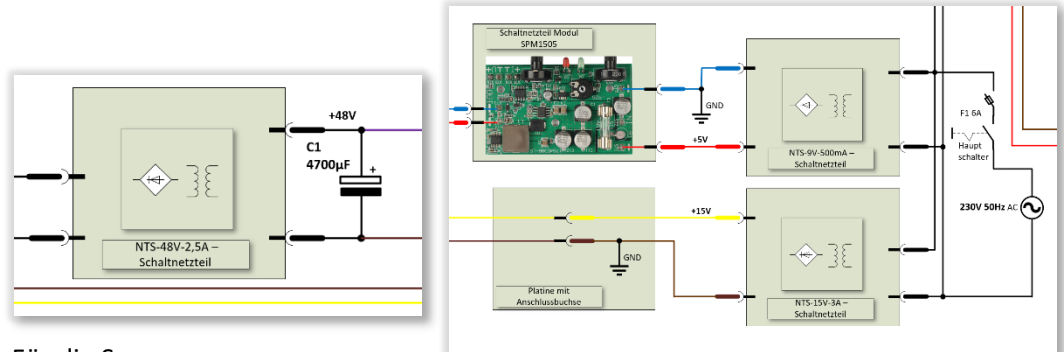 +48V
C1
4700µF
+
NTS-48V-2,5A –
Schaltnetzteil
Schaltnetzteil Modul
SPM1505
GND
+5V
NTS-9V-500mA –
Schaltnetzteil
F1 6A
Haupt
schalter
230V 50Hz AC
+15V
GND
Platine mit
Anschlussbuchse
NTS-15V-3A –
Schaltnetzteil